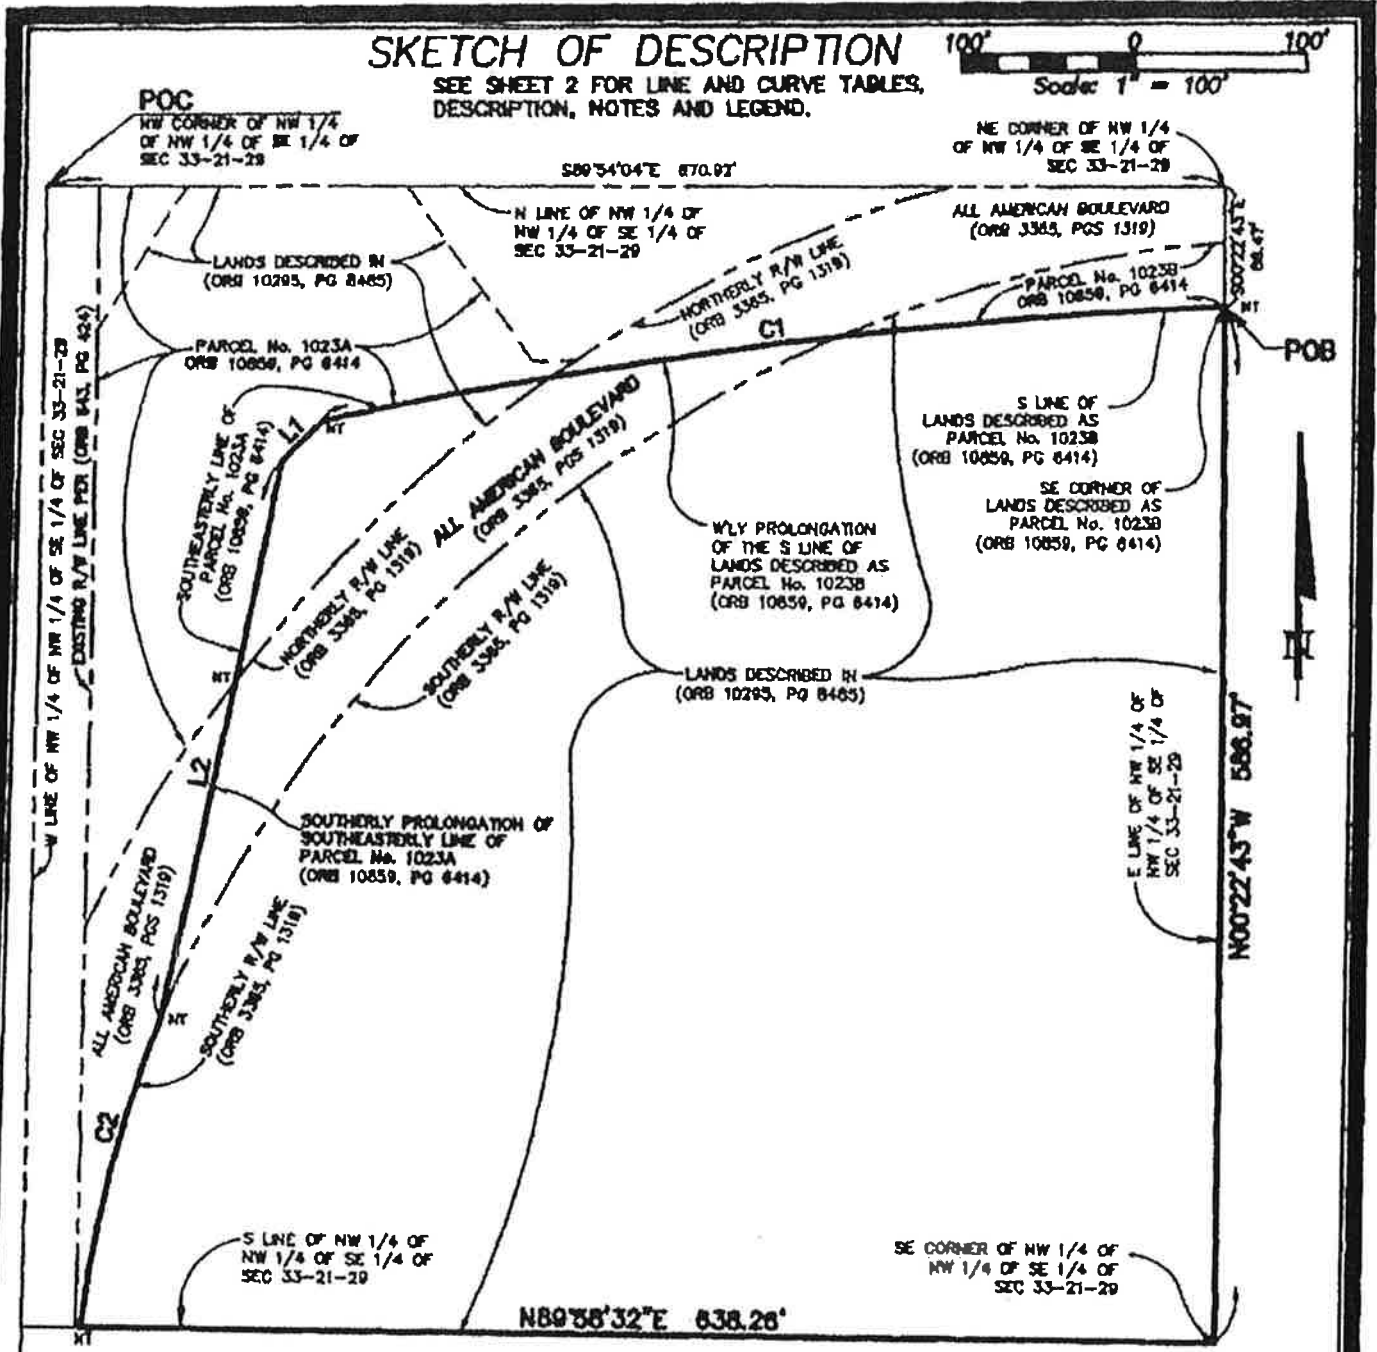 SKETCH OF DESCRIPTION
SEE SHEET 2 FOR LINE AND CURVE TABLES,
DESCRIPTION, NOTES AND LEGEND.
100' 0 100'
Scale: 1" = 100'
POC
NW CORNER OF NW 1/4
OF NW 1/4 OF SE 1/4 OF
SEC 33-21-29
NE CORNER OF NW 1/4
OF NW 1/4 OF SE 1/4 OF
SEC 33-21-29
S89°54'04"E 670.92'
N LINE OF NW 1/4 OF
NW 1/4 OF SE 1/4 OF
SEC 33-21-29
ALL AMERICAN BOULEVARD
(ORB 3365, PGS 1319)
S00°22'43"E
LANDS DESCRIBED IN
(ORB 10295, PG 8465)
NORTHERLY R/W LINE
(ORB 3365, PG 1319)
PARCEL No. 1023B
ORB 10859, PG 6414
C1
NT
POB
PARCEL No. 1023A
ORB 10859, PG 6414
W LINE OF NW 1/4 OF NW 1/4 OF SE 1/4 OF SEC 33-21-29
EXISTING R/W LINE PER (ORB 843, PG 424)
L1
NT
SOUTHEASTERLY LINE OF
PARCEL No. 1023A
(ORB 10859, PG 6414)
ALL AMERICAN BOULEVARD
(ORB 3365, PGS 1319)
S LINE OF
LANDS DESCRIBED AS
PARCEL No. 1023B
(ORB 10859, PG 6414)
SE CORNER OF
LANDS DESCRIBED AS
PARCEL No. 1023B
(ORB 10859, PG 6414)
WLY PROLONGATION
OF THE S LINE OF
LANDS DESCRIBED AS
PARCEL No. 1023B
(ORB 10859, PG 6414)
NORTHERLY R/W LINE
(ORB 3365, PG 1319)
SOUTHERLY R/W LINE
(ORB 3365, PG 1319)
N
NT
LANDS DESCRIBED IN
(ORB 10295, PG 8465)
E LINE OF NW 1/4 OF
NW 1/4 OF SE 1/4 OF
SEC 33-21-29
N00°22'43"W 586.97'
L2
SOUTHERLY PROLONGATION OF
SOUTHEASTERLY LINE OF
PARCEL No. 1023A
(ORB 10859, PG 6414)
ALL AMERICAN BOULEVARD
(ORB 3365, PGS 1319)
SOUTHERLY R/W LINE
(ORB 3365, PG 1319)
NT
C2
S LINE OF NW 1/4 OF
NW 1/4 OF SE 1/4 OF
SEC 33-21-29
SE CORNER OF NW 1/4 OF
NW 1/4 OF SE 1/4 OF
SEC 33-21-29
N89°58'32"E 638.26'
NT